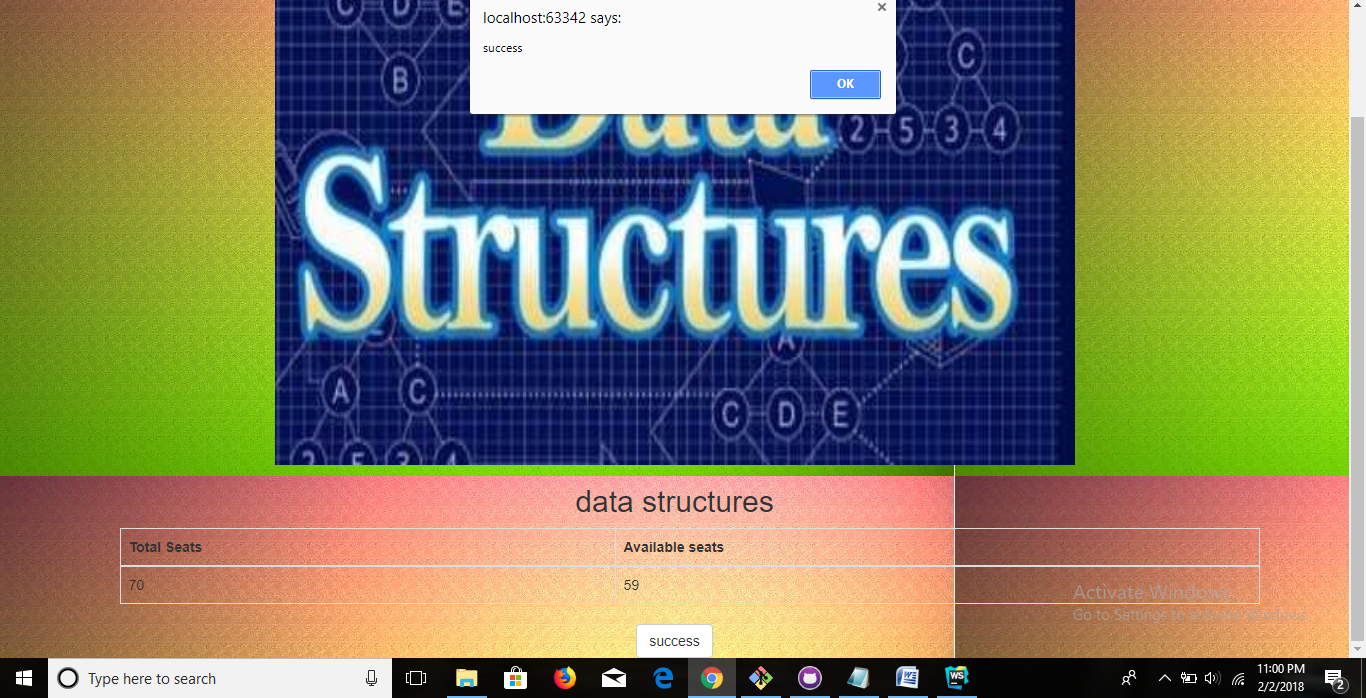 localhost:63342 says:
success
OK
C D E
B
C
2 5 3 4
Data
Structures
A
A C
C D E
2 5 3 4
data structures
Total Seats Available seats
70 59
Activate Windows
Go to Settings to activate Windows.
success
Type here to search
WS
11:00 PM
2/2/2018
2